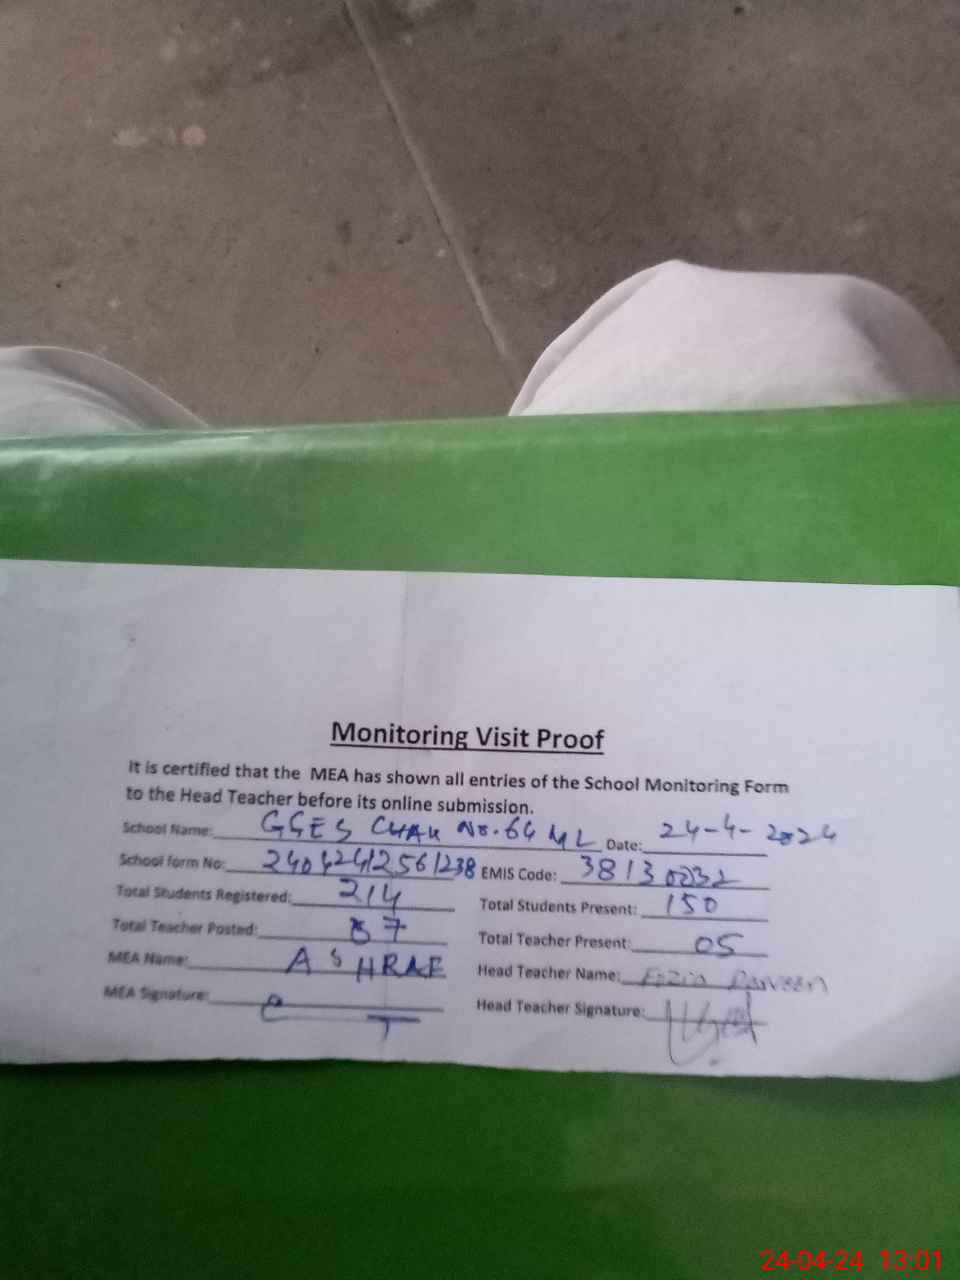 Monitoring Visit Proof
It is certified that the MEA has shown all entries of the School Monitoring Form
to the Head Teacher before its online submission.
School Name: GGES CHAK No. 64 ML Date: 24-4-2024
School form No: EMIS Code: 38130232
Total Students Registered: 214 Total Students Present: 150
Total Teacher Posted: 07 Total Teacher Present: 05
MEA Name: ASHRAF Head Teacher Name: Fozia Parveen
MEA Signature: Head Teacher Signature:
24-04-24 13:01